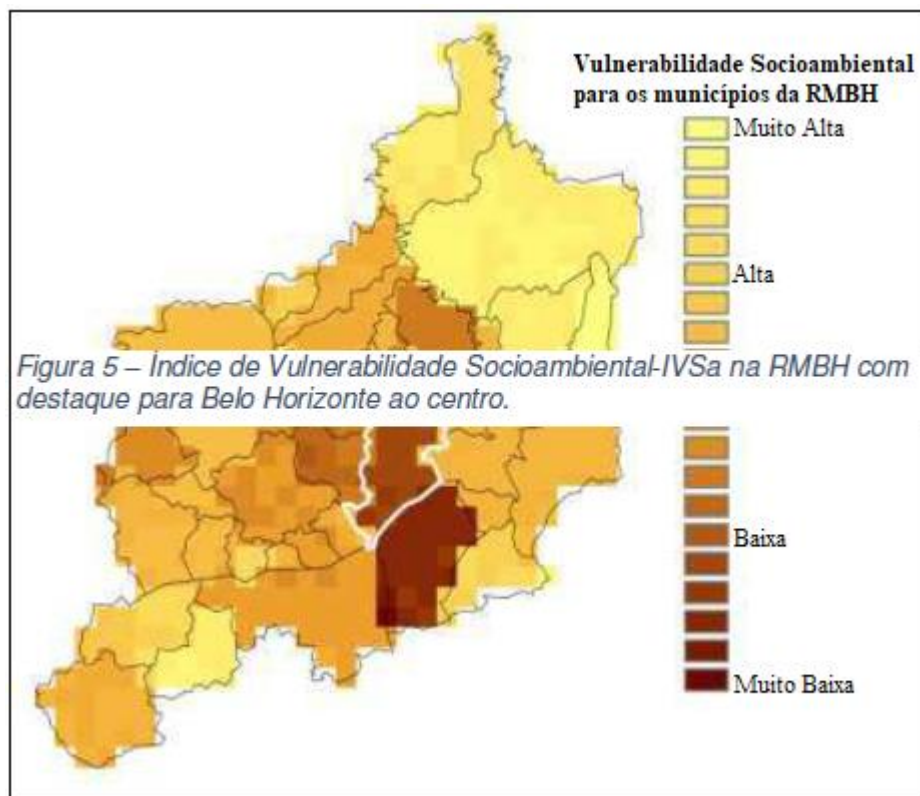 Vulnerabilidade Socioambiental
para os municípios da RMBH
Muito Alta
Alta
Figura 5 – Índice de Vulnerabilidade Socioambiental-IVSa na RMBH com
destaque para Belo Horizonte ao centro.
Baixa
Muito Baixa